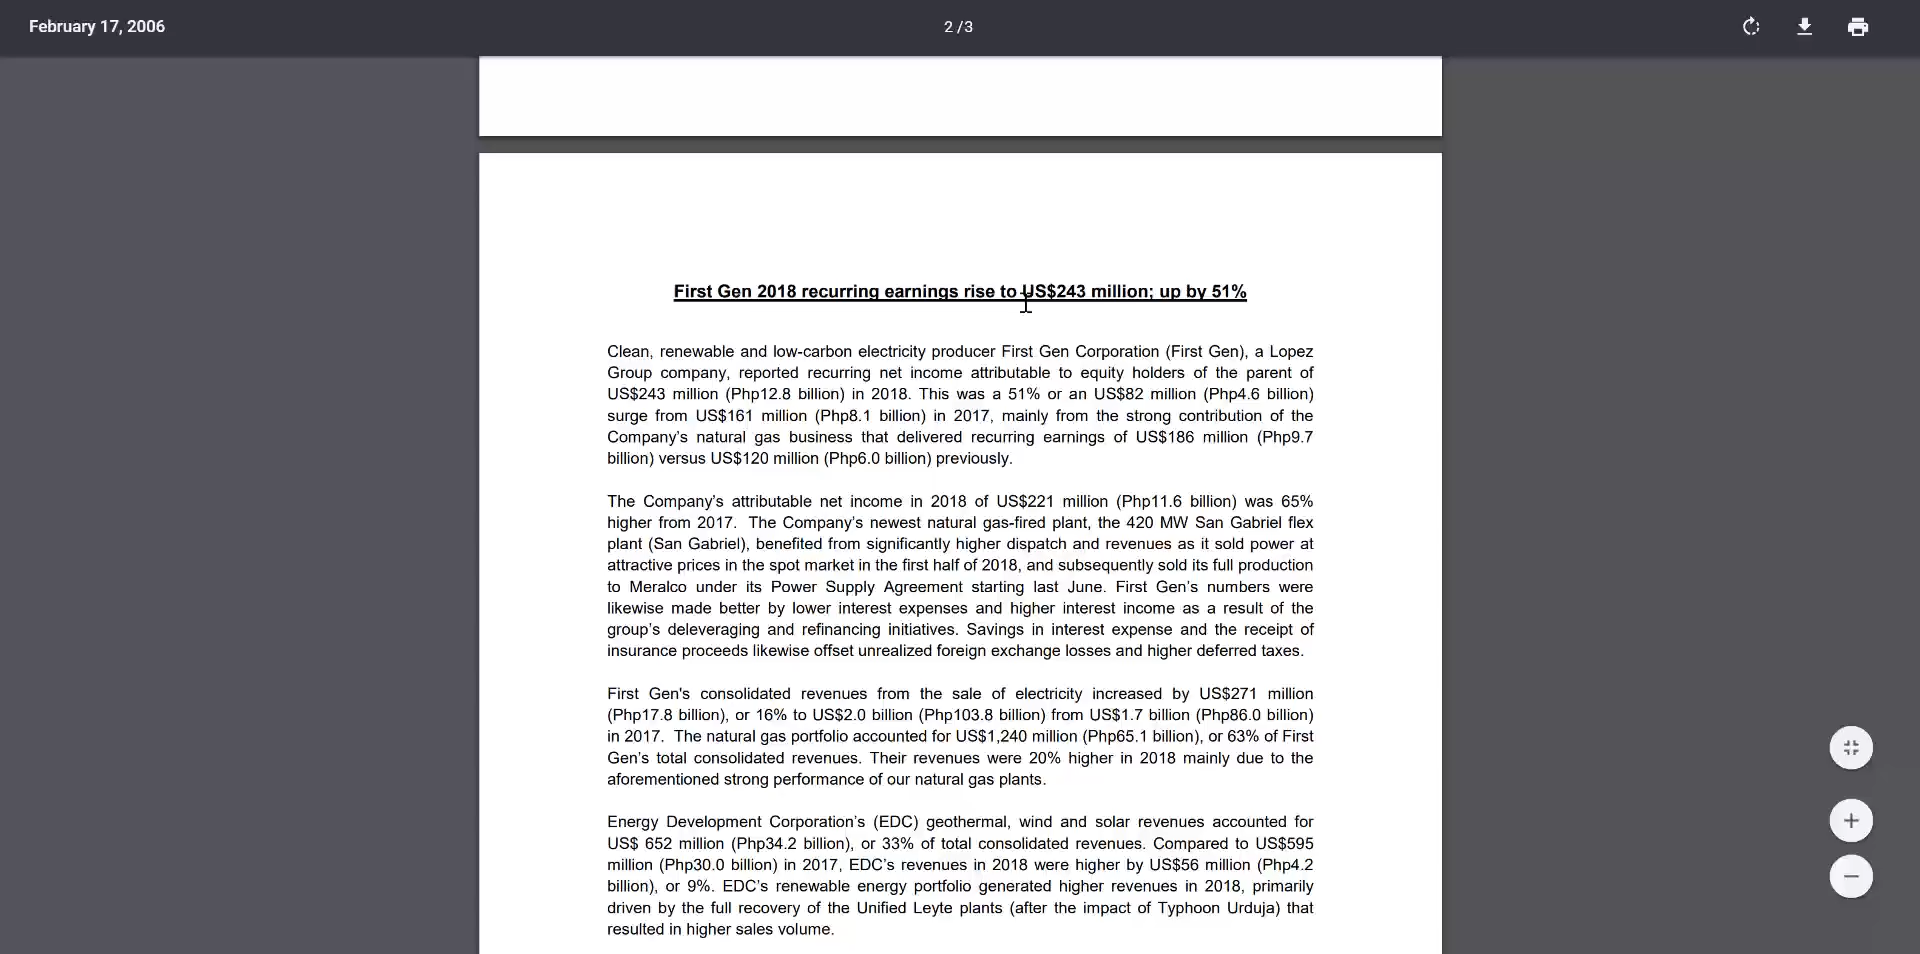 February 17, 2006
2 /3
First Gen 2018 recurring earnings rise to US$243 million; up by 51%
Clean, renewable and low-carbon electricity producer First Gen Corporation (First Gen), a Lopez
Group company, reported recurring net income attributable to equity holders of the parent of
US$243 million (Php12.8 billion) in 2018. This was a 51% or an US$82 million (Php4.6 billion)
surge from US$161 million (Php8.1 billion) in 2017, mainly from the strong contribution of the
Company's natural gas business that delivered recurring earnings of US$186 million (Php9.7
billion) versus US$120 million (Php6.0 billion) previously.
The Company's attributable net income in 2018 of US$221 million (Php11.6 billion) was 65%
higher from 2017.  The Company's newest natural gas-fired plant, the 420 MW San Gabriel flex
plant (San Gabriel), benefited from significantly higher dispatch and revenues as it sold power at
attractive prices in the spot market in the first half of 2018, and subsequently sold its full production
to Meralco under its Power Supply Agreement starting last June. First Gen's numbers were
likewise made better by lower interest expenses and higher interest income as a result of the
group's deleveraging and refinancing initiatives. Savings in interest expense and the receipt of
insurance proceeds likewise offset unrealized foreign exchange losses and higher deferred taxes.
First Gen's consolidated revenues from the sale of electricity increased by US$271 million
(Php17.8 billion), or 16% to US$2.0 billion (Php103.8 billion) from US$1.7 billion (Php86.0 billion)
in 2017.  The natural gas portfolio accounted for US$1,240 million (Php65.1 billion), or 63% of First
Gen's total consolidated revenues. Their revenues were 20% higher in 2018 mainly due to the
aforementioned strong performance of our natural gas plants.
Energy Development Corporation's (EDC) geothermal, wind and solar revenues accounted for
US$ 652 million (Php34.2 billion), or 33% of total consolidated revenues. Compared to US$595
million (Php30.0 billion) in 2017, EDC's revenues in 2018 were higher by US$56 million (Php4.2
billion), or 9%. EDC's renewable energy portfolio generated higher revenues in 2018, primarily
driven by the full recovery of the Unified Leyte plants (after the impact of Typhoon Urduja) that
resulted in higher sales volume.